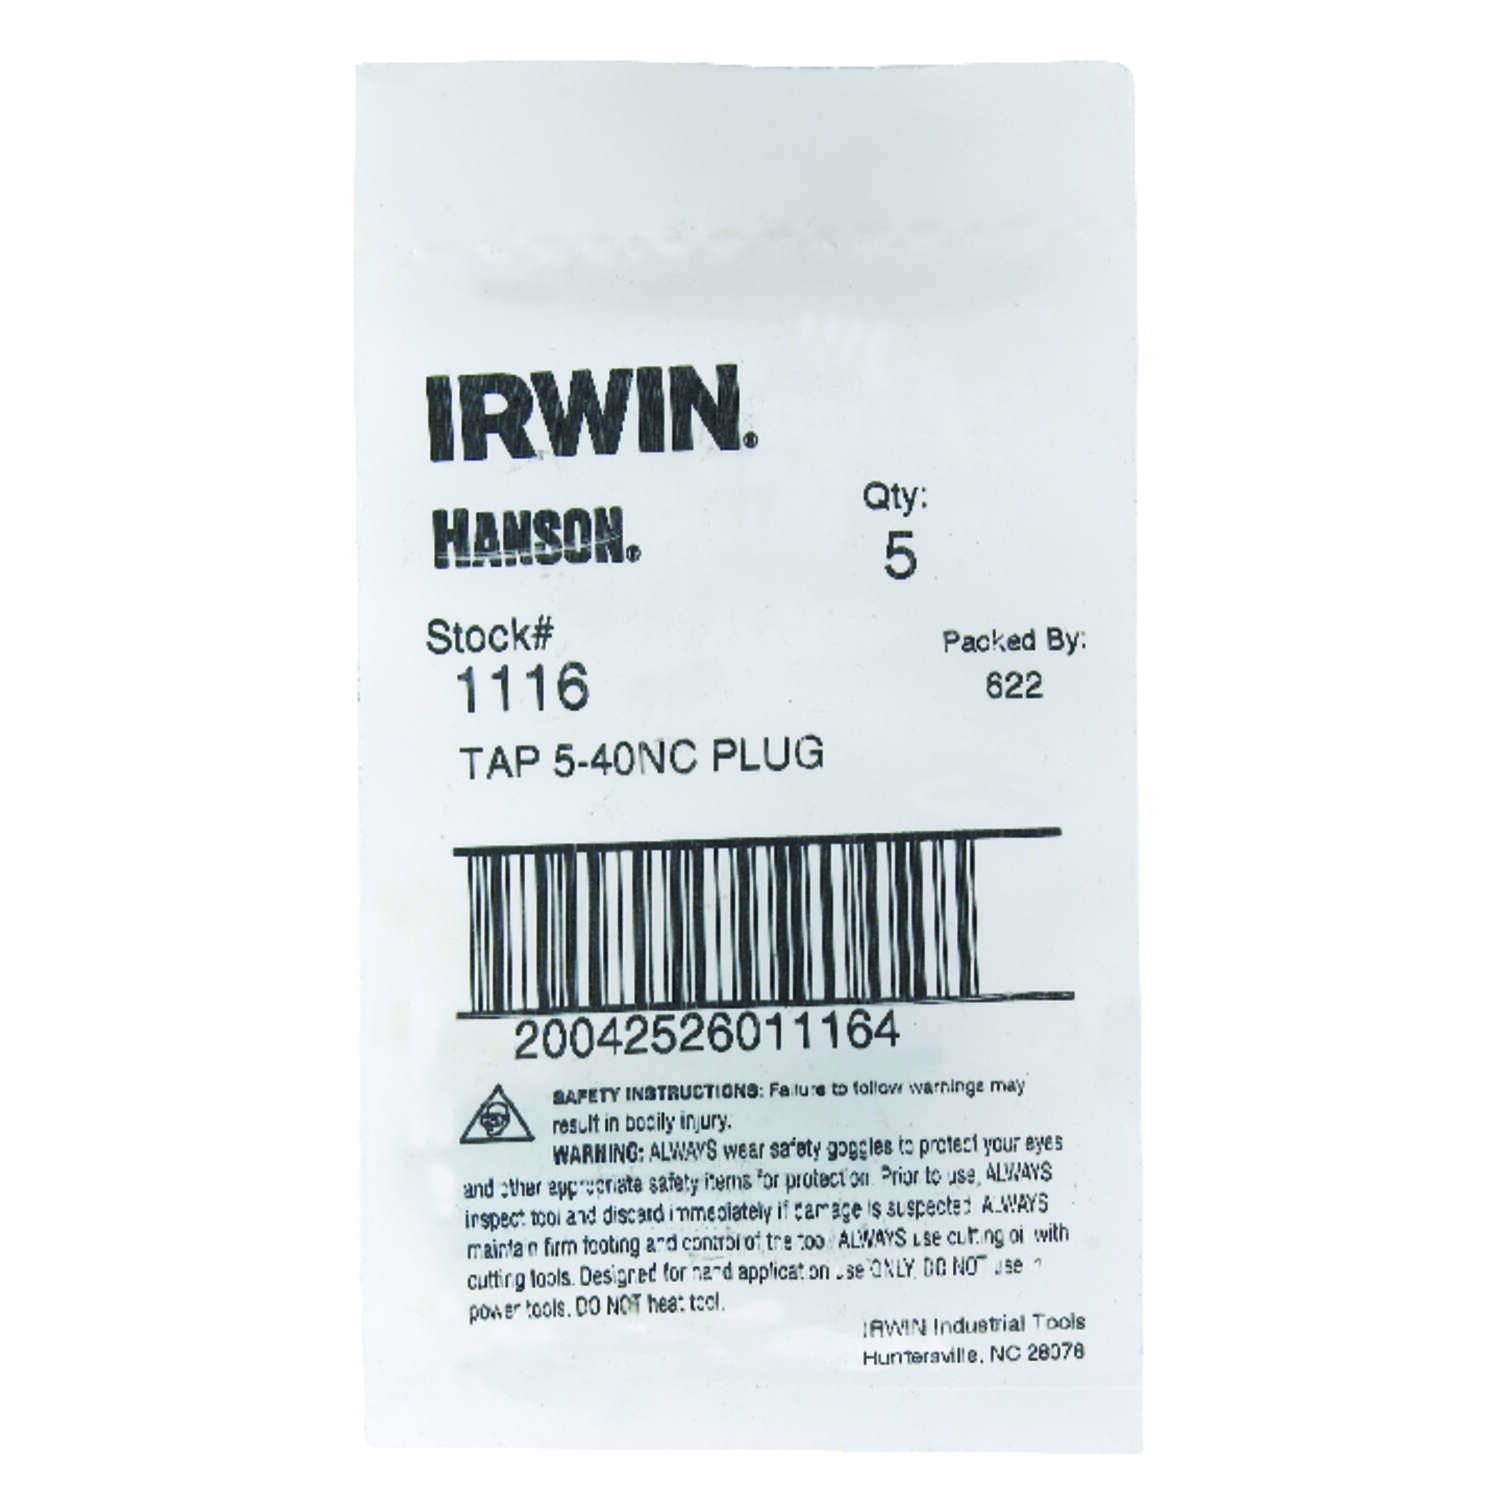 IRWIN®
HANSON®
Qty:
5
Stock#
1116
Packed By:
622
TAP 5-40NC PLUG
20042526011164
SAFETY INSTRUCTIONS: Failure to follow warnings may
result in bodily injury.
WARNING: ALWAYS wear safety goggles to protect your eyes
and other appropriate safety items for protection. Prior to use, ALWAYS
inspect tool and discard immediately if damage is suspected. ALWAYS
maintain firm footing and control of the tool. ALWAYS use cutting oil with
cutting tools. Designed for hand application use ONLY. DO NOT use in
power tools. DO NOT heat tool.
IRWIN Industrial Tools
Huntersville, NC 28078